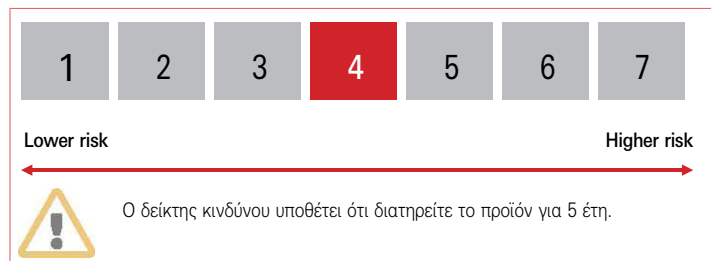 1 2 3 4 5 6 7
Lower risk Higher risk
Ο δείκτης κινδύνου υποθέτει ότι διατηρείτε το προϊόν για 5 έτη.